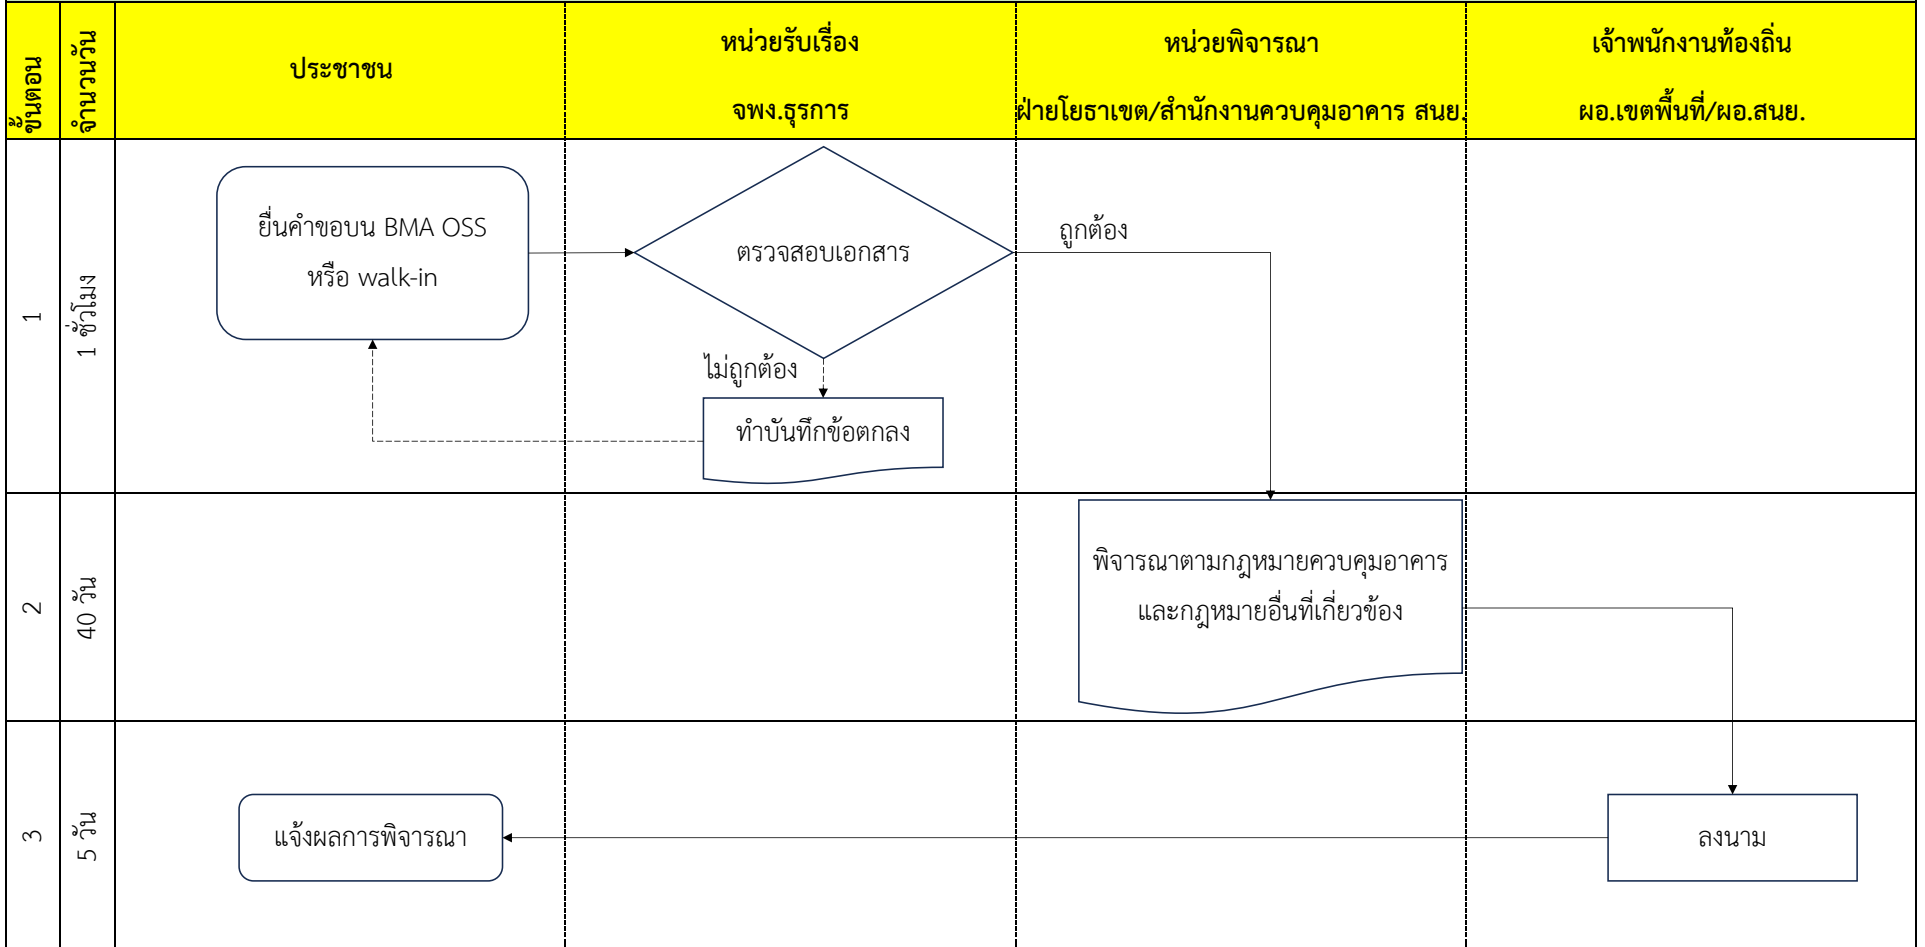 ขั้นตอน
จำนวนวัน
ประชาชน
หน่วยรับเรื่อง
จพง.ธุรการ
หน่วยพิจารณา
ฝ่ายโยธาเขต/สำนักงานควบคุมอาคาร สนย.
เจ้าพนักงานท้องถิ่น
ผอ.เขตพื้นที่/ผอ.สนย.
1
1 ชั่วโมง
ยื่นคำขอบน BMA OSS
หรือ walk-in
ตรวจสอบเอกสาร
ถูกต้อง
ไม่ถูกต้อง
ทำบันทึกข้อตกลง
2
40 วัน
พิจารณาตามกฎหมายควบคุมอาคาร
และกฎหมายอื่นที่เกี่ยวข้อง
3
5 วัน
แจ้งผลการพิจารณา
ลงนาม